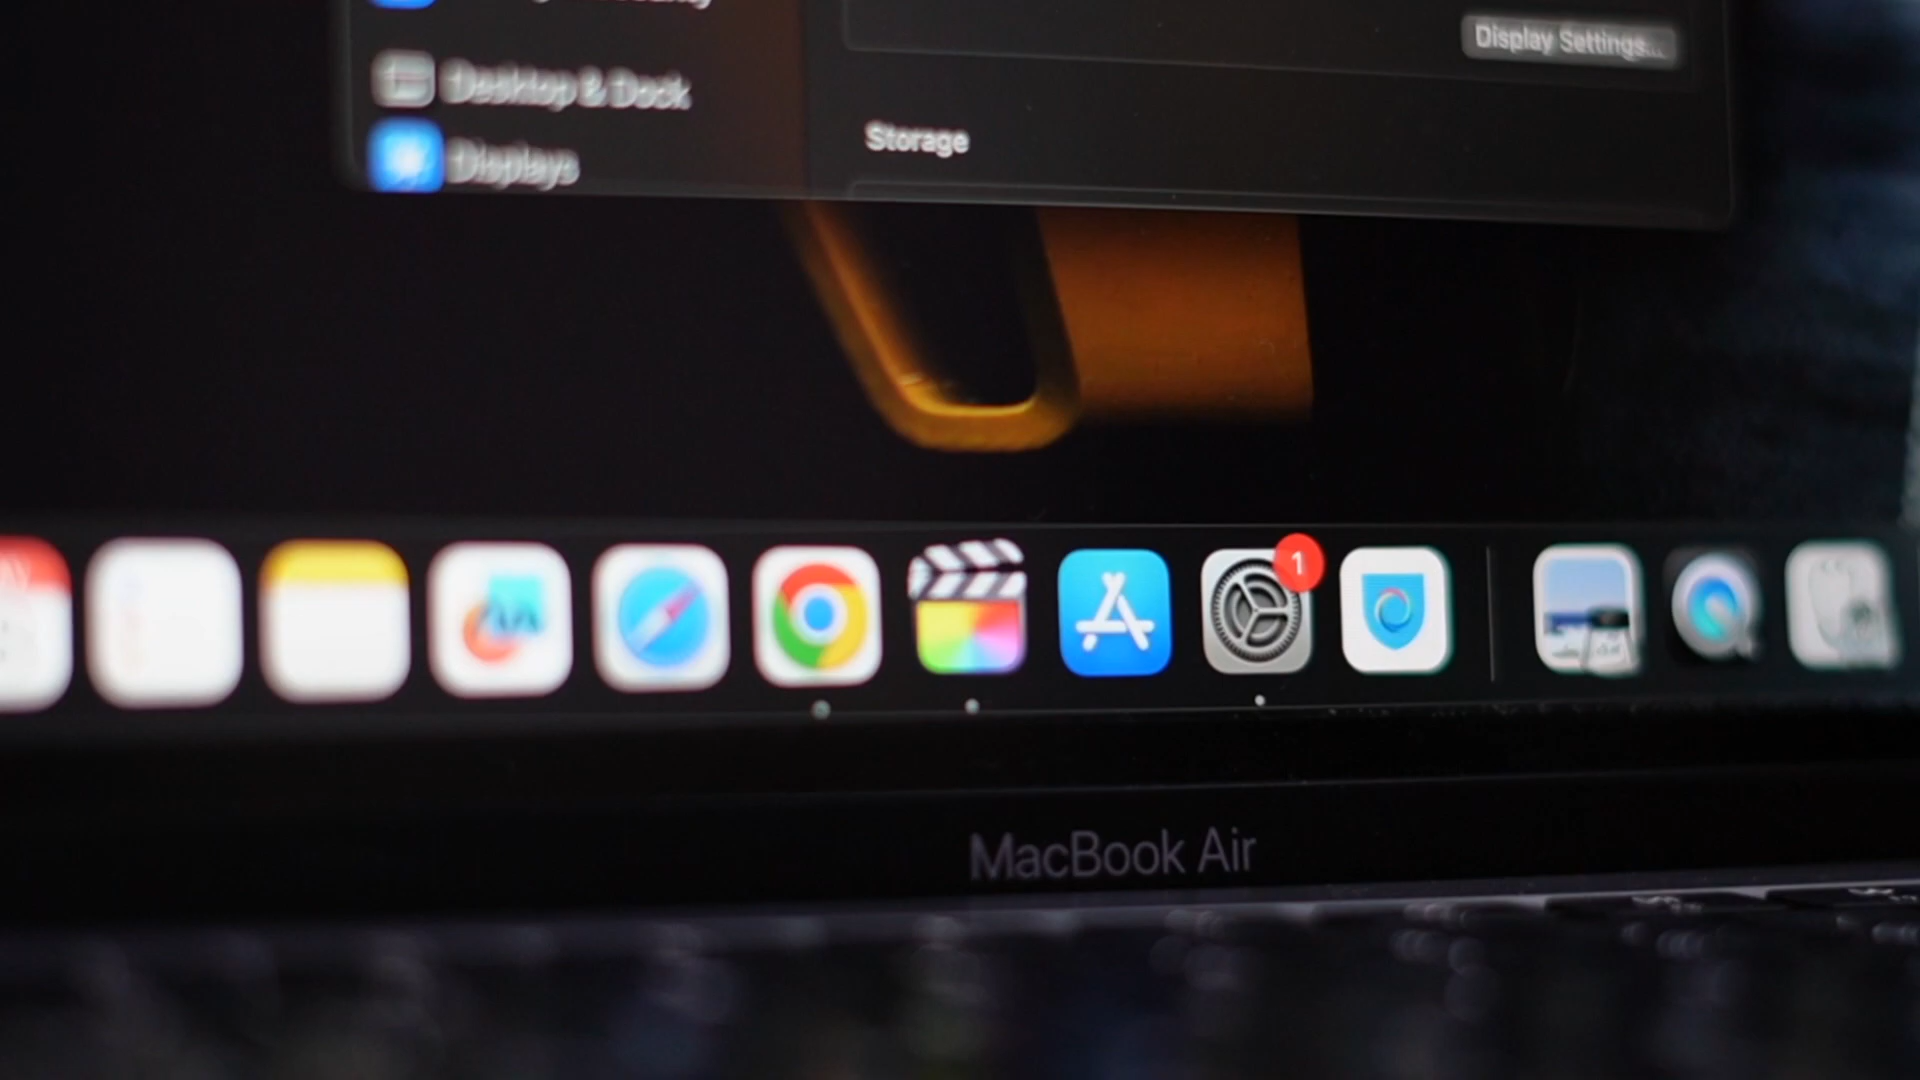 Display Settings...
Desktop & Dock
Storage
Displays
1
MacBook Air